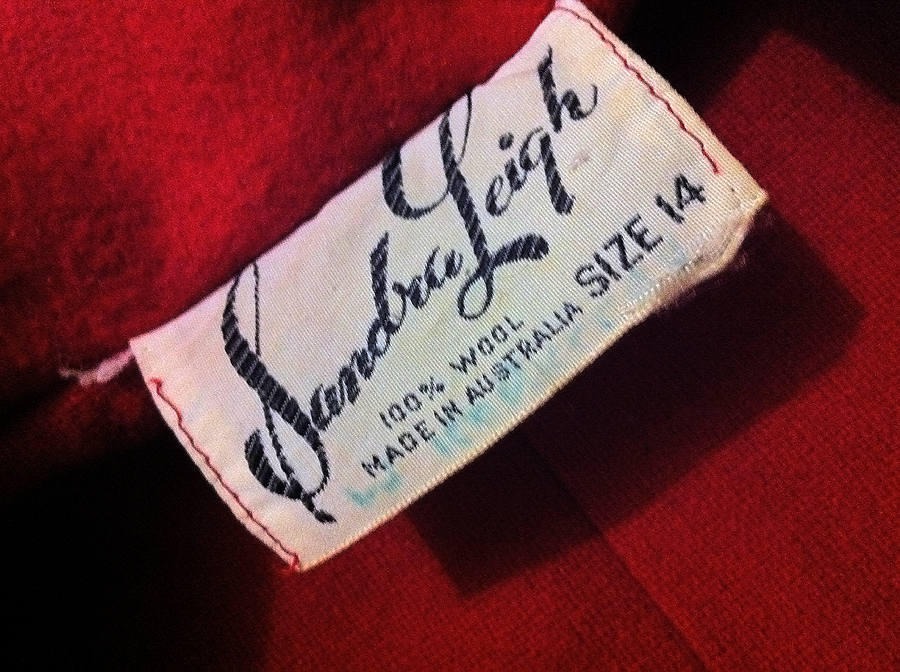 Sandra Leigh
100% WOOL
MADE IN AUSTRALIA SIZE 14